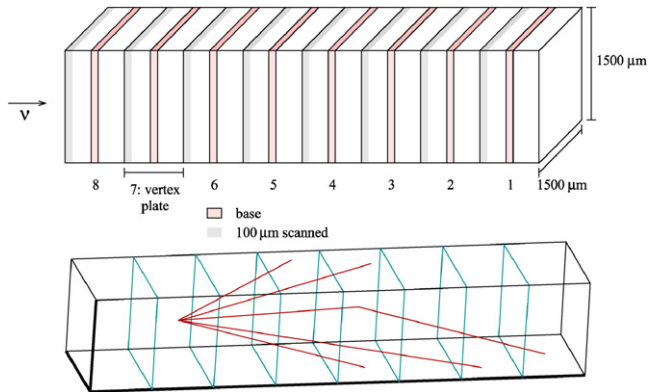 1500 μm
ν
8
7: vertex
plate
6
5
4
3
2
1
1500 μm
base
100 μm scanned